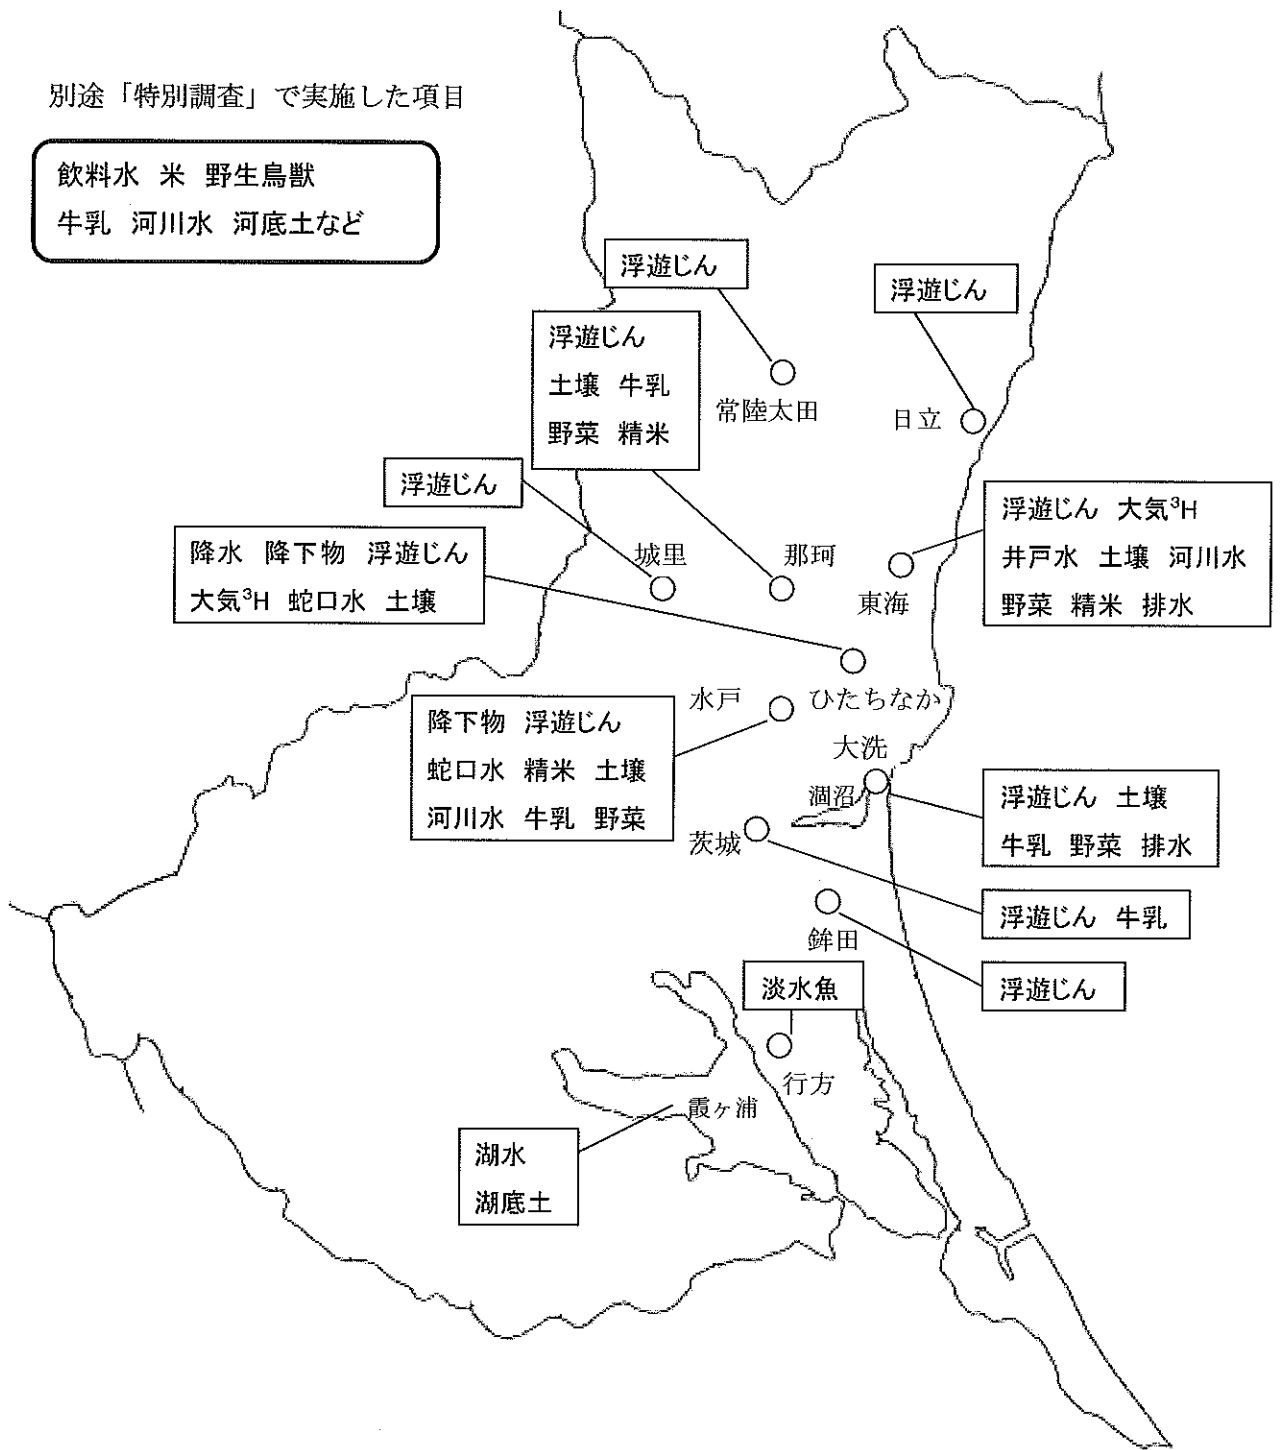 別途「特別調査」で実施した項目
飲料水 米 野生鳥獣
牛乳 河川水 河底土など
浮遊じん
浮遊じん
浮遊じん
土壌 牛乳
野菜 精米
常陸太田
日立
浮遊じん
浮遊じん 大気³H
井戸水 土壌 河川水
野菜 精米 排水
降水 降下物 浮遊じん
大気³H 蛇口水 土壌
城里
那珂
東海
水戸
ひたちなか
降下物 浮遊じん
蛇口水 精米 土壌
河川水 牛乳 野菜
大洗
涸沼
浮遊じん 土壌
牛乳 野菜 排水
茨城
浮遊じん 牛乳
鉾田
浮遊じん
淡水魚
行方
霞ヶ浦
湖水
湖底土